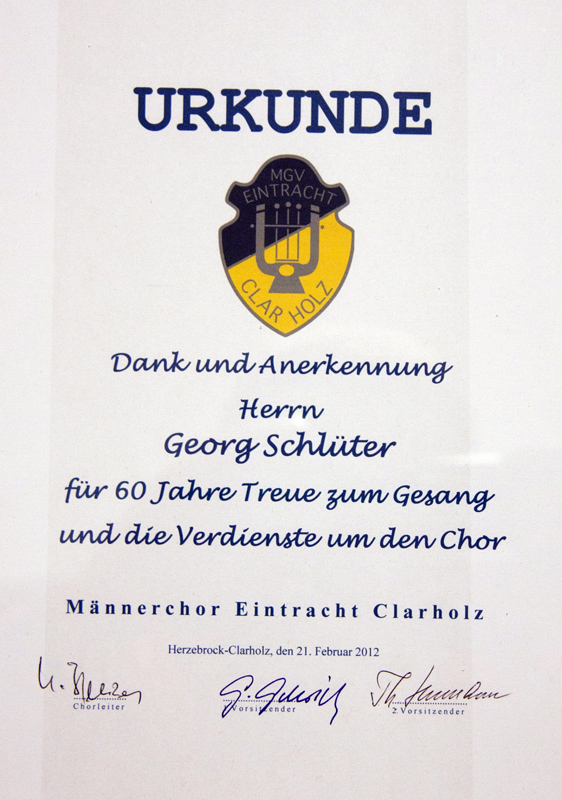 URKUNDE
MGV
EINTRACHT
CLAR HOLZ
Dank und Anerkennung
Herrn
Georg Schlüter
für 60 Jahre Treue zum Gesang
und die Verdienste um den Chor
Männerchor Eintracht Clarholz
Herzebrock-Clarholz, den 21. Februar 2012
Chorleiter
Vorsitzender
2.Vorsitzender